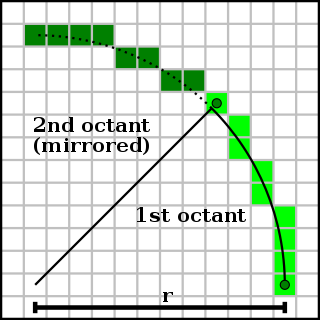 2nd octant
(mirrored)
1st octant
r